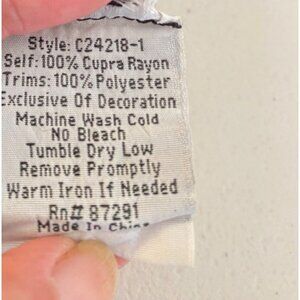 Style: C24218-1
Self: 100% Cupra Rayon
Trims: 100% Polyester
Exclusive Of Decoration
Machine Wash Cold
No Bleach
Tumble Dry Low
Remove Promptly
Warm Iron If Needed
Rn# 87291
Made In China